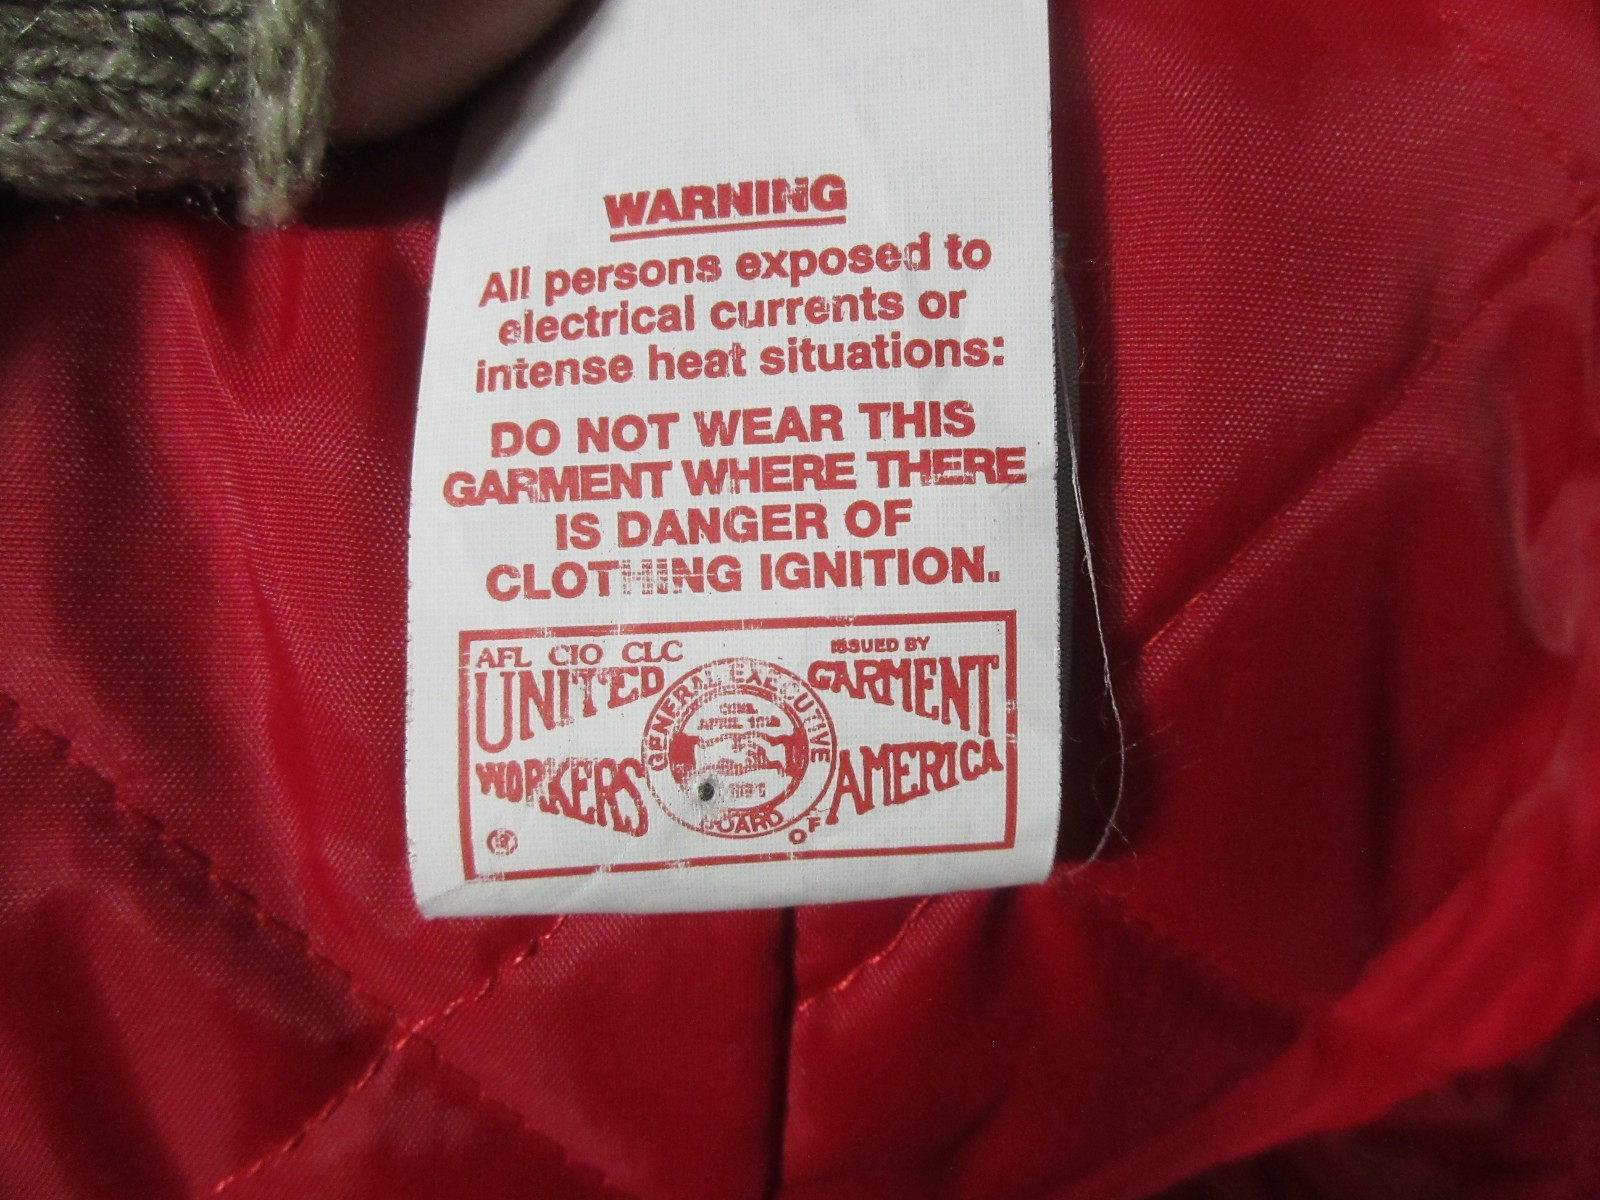 WARNING
All persons exposed to
electrical currents or
intense heat situations:
DO NOT WEAR THIS
GARMENT WHERE THERE
IS DANGER OF
CLOTHING IGNITION.
AFL CIO CLC
ISSUED BY
UNITED
GARMENT
WORKERS
OF
AMERICA
GENERAL EXECUTIVE
BOARD
APRIL